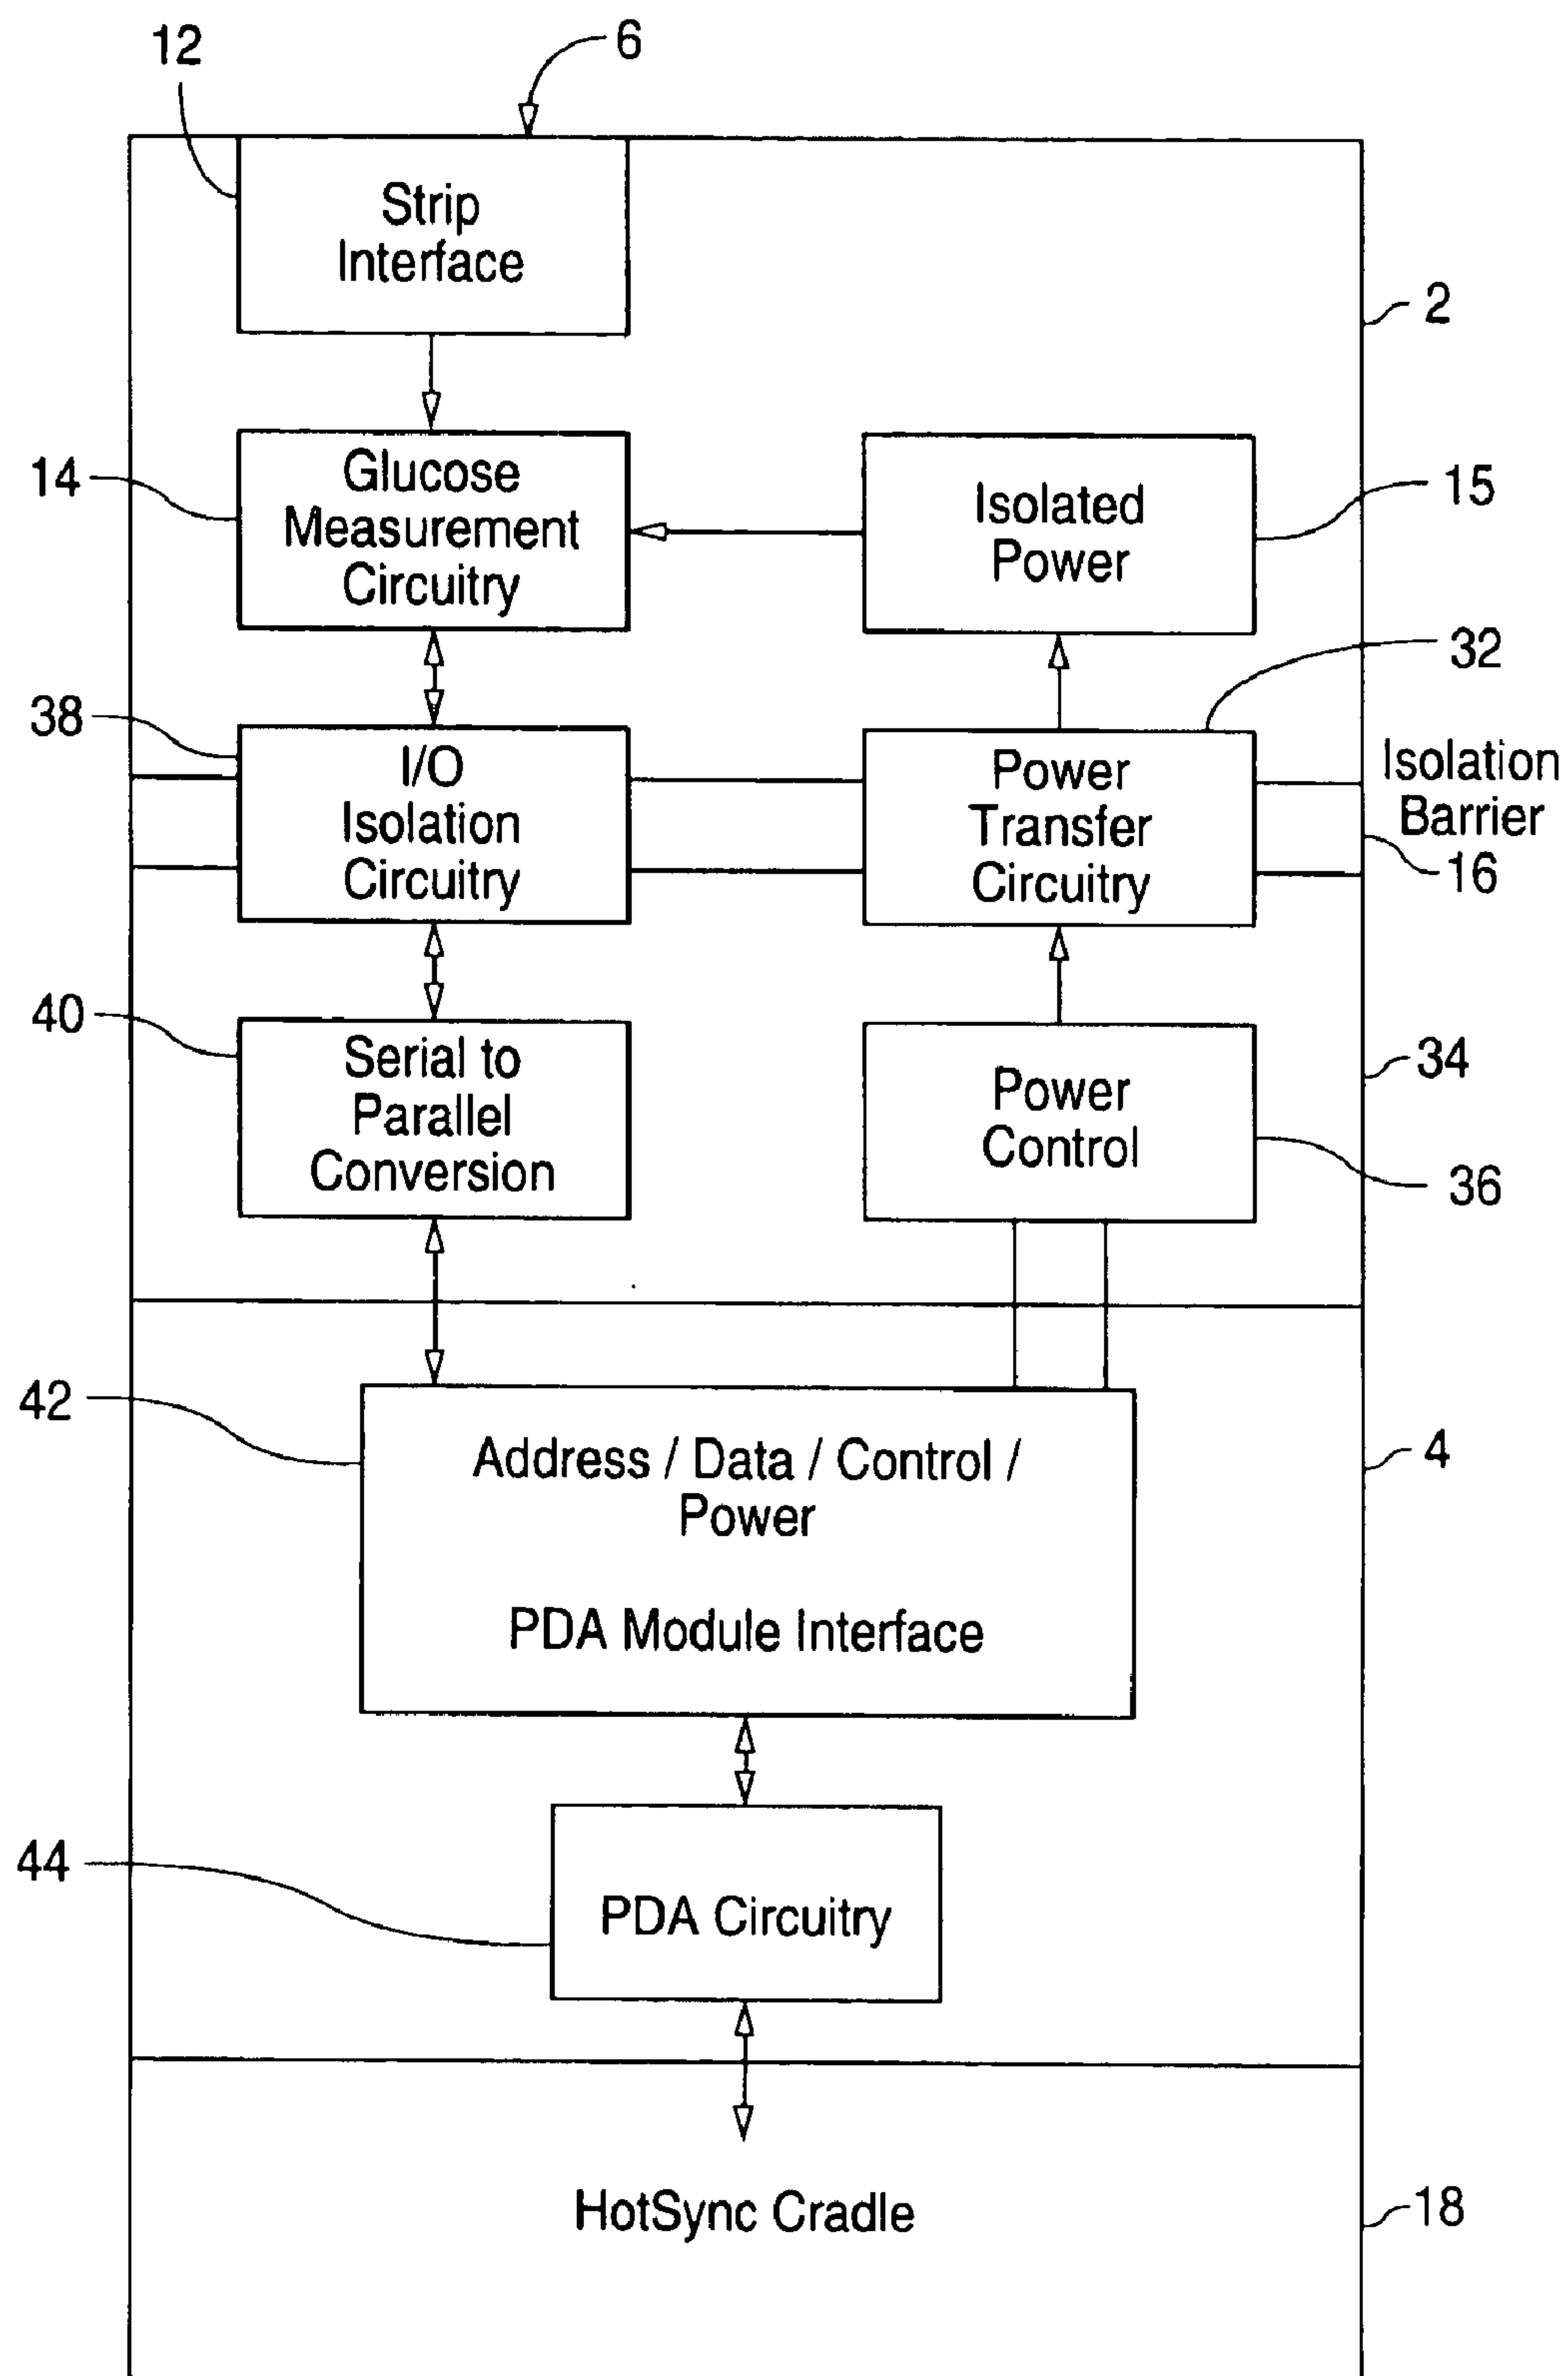 12
6
Strip
Interface
2
14
Glucose
Measurement
Circuitry
Isolated
Power
15
32
38
I/O
Isolation
Circuitry
Power
Transfer
Circuitry
Isolation
Barrier
16
40
Serial to
Parallel
Conversion
Power
Control
34
36
42
Address / Data / Control /
Power
PDA Module Interface
4
44
PDA Circuitry
HotSync Cradle
18